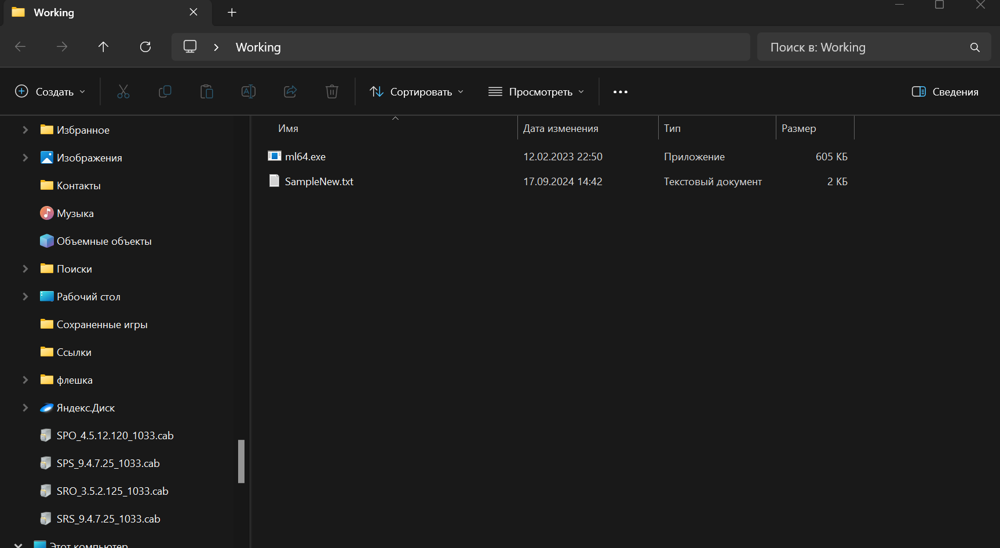 Working
Working
Поиск в: Working
Создать
Сортировать
Просмотреть
Сведения
Избранное
Изображения
Контакты
Музыка
Объемные объекты
Поиски
Рабочий стол
Сохраненные игры
Ссылки
флешка
Яндекс.Диск
SPO_4.5.12.120_1033.cab
SPS_9.4.7.25_1033.cab
SRO_3.5.2.125_1033.cab
SRS_9.4.7.25_1033.cab
Этот компьютер
Имя Дата изменения Тип Размер
ml64.exe 12.02.2023 22:50 Приложение 605 КБ
SampleNew.txt 17.09.2024 14:42 Текстовый документ 2 КБ